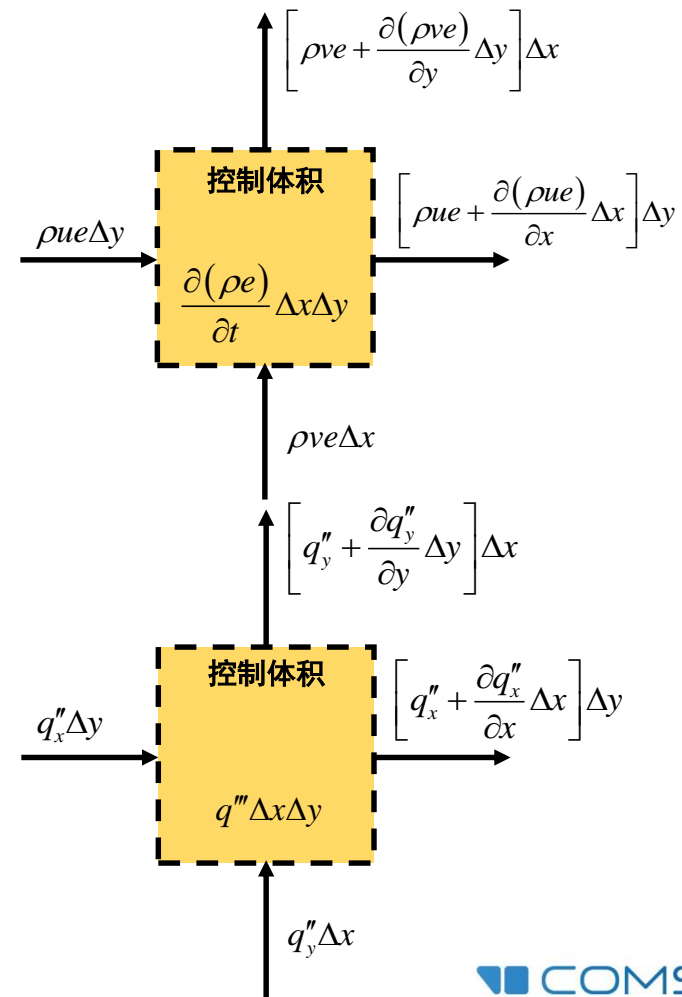 [ρve + ∂(ρve)/∂y Δy]Δx
控制体积
ρueΔy
[ρue + ∂(ρue)/∂x Δx]Δy
∂(ρe)/∂t ΔxΔy
ρveΔx
[q″_y + ∂q″_y/∂y Δy]Δx
控制体积
q″_xΔy
[q″_x + ∂q″_x/∂x Δx]Δy
q‴ΔxΔy
q″_yΔx
COMS